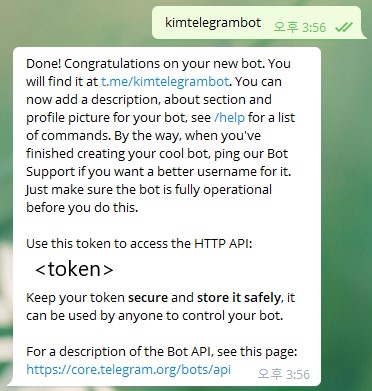 kimtelegrambot
오후 3:56
Done! Congratulations on your new bot. You
will find it at t.me/kimtelegrambot. You can
now add a description, about section and
profile picture for your bot, see /help for a list
of commands. By the way, when you've
finished creating your cool bot, ping our Bot
Support if you want a better username for it.
Just make sure the bot is fully operational
before you do this.
Use this token to access the HTTP API:
<token>
Keep your token secure and store it safely, it
can be used by anyone to control your bot.
For a description of the Bot API, see this page:
https://core.telegram.org/bots/api
오후 3:56